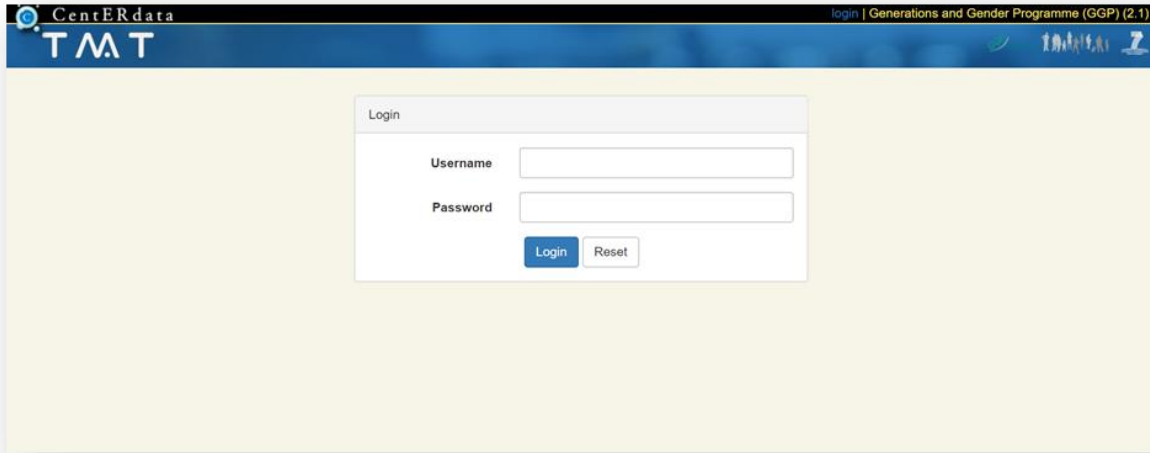 CentERdata
login | Generations and Gender Programme (GGP) (2.1)
TMT
Login
Username
Password
Login Reset